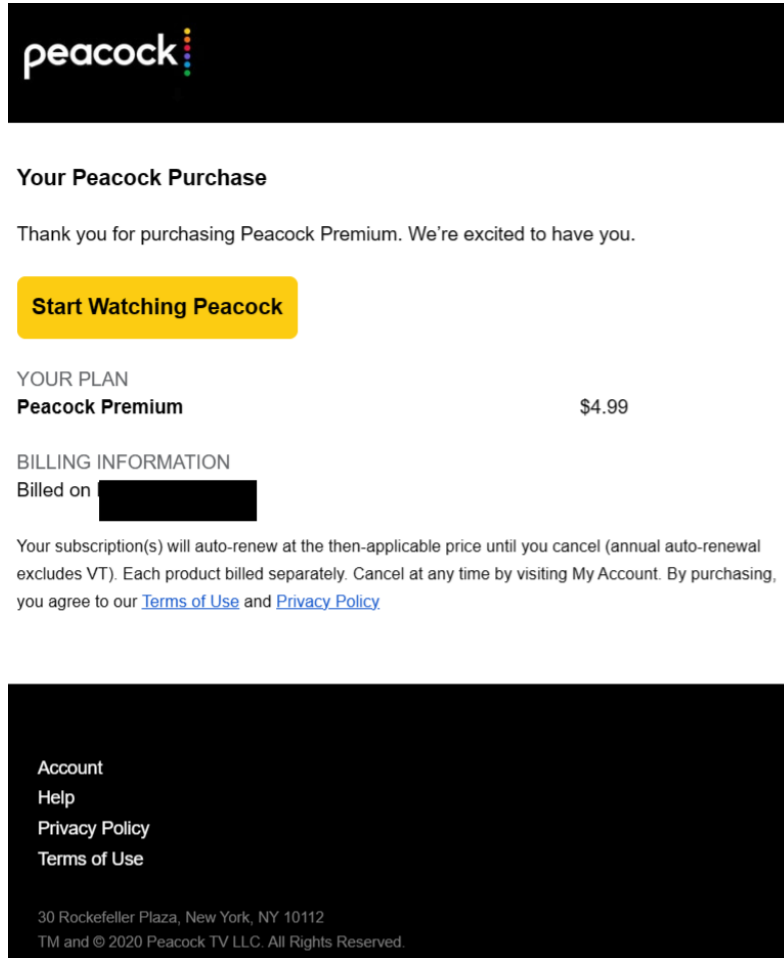 peacock
Your Peacock Purchase
Thank you for purchasing Peacock Premium. We're excited to have you.
Start Watching Peacock
YOUR PLAN
Peacock Premium $4.99
BILLING INFORMATION
Billed on
Your subscription(s) will auto-renew at the then-applicable price until you cancel (annual auto-renewal
excludes VT). Each product billed separately. Cancel at any time by visiting My Account. By purchasing,
you agree to our Terms of Use and Privacy Policy
Account
Help
Privacy Policy
Terms of Use
30 Rockefeller Plaza, New York, NY 10112
TM and © 2020 Peacock TV LLC. All Rights Reserved.